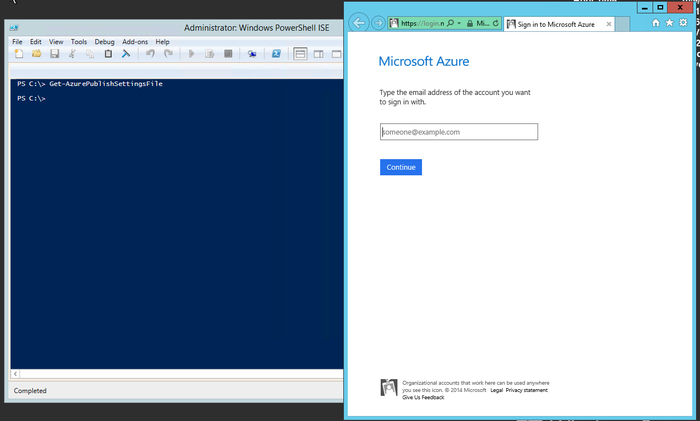 Administrator: Windows PowerShell ISE
File Edit View Tools Debug Add-ons Help
PS C:\> Get-AzurePublishSettingsFile
PS C:\>
Completed
https://login.n
Mi...
Sign in to Microsoft Azure
Microsoft Azure
Type the email address of the account you want
to sign in with.
someone@example.com
Continue
Organizational accounts that work here can be used anywhere
you see this icon. © 2014 Microsoft Legal Privacy statement
Give Us Feedback